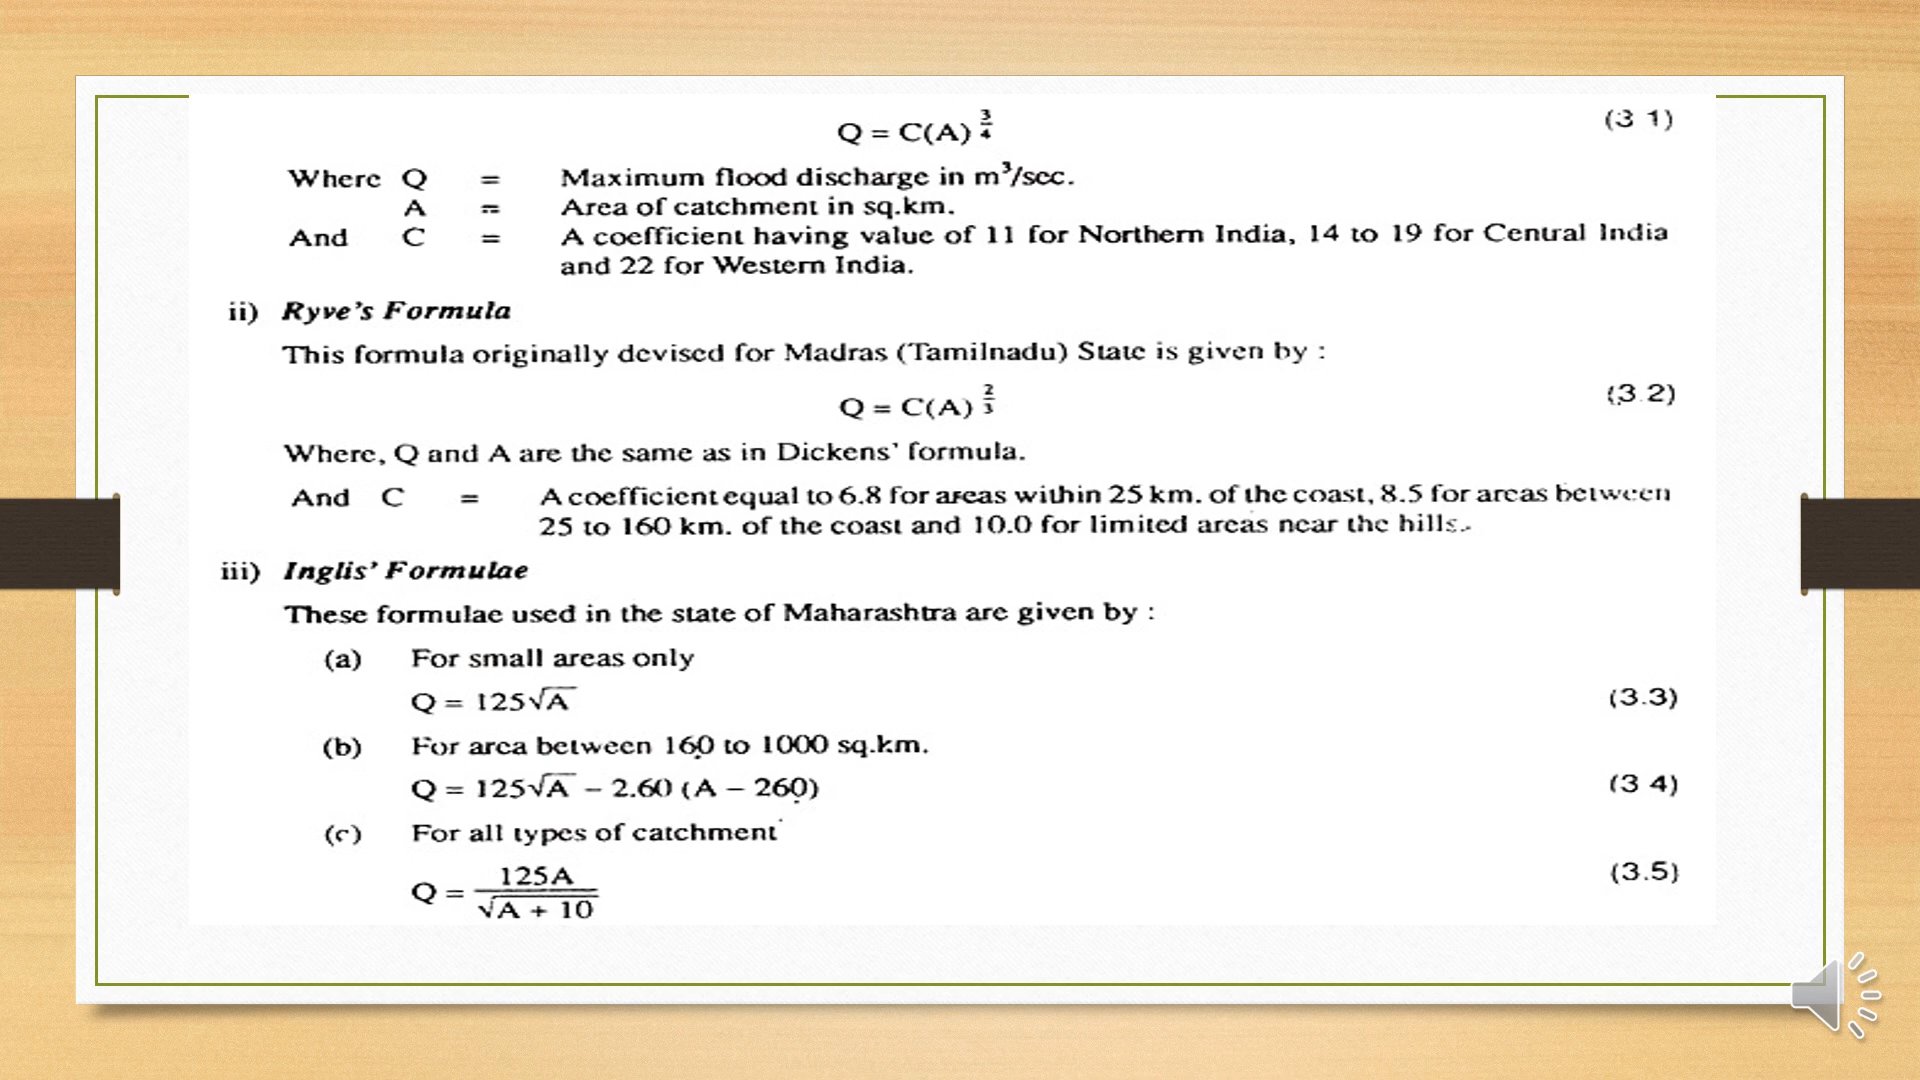 Q = C(A)^{3/4} (3 1)
Where Q = Maximum flood discharge in m³/sec.
A = Area of catchment in sq.km.
And C = A coefficient having value of 11 for Northern India, 14 to 19 for Central India
and 22 for Western India.
ii) Ryve's Formula
This formula originally devised for Madras (Tamilnadu) State is given by :
Q = C(A)^{2/3} (3.2)
Where, Q and A are the same as in Dickens' formula.
And C = A coefficient equal to 6.8 for areas within 25 km. of the coast, 8.5 for areas between
25 to 160 km. of the coast and 10.0 for limited areas near the hills.
iii) Inglis' Formulae
These formulae used in the state of Maharashtra are given by :
(a) For small areas only
Q = 125√A (3.3)
(b) For area between 160 to 1000 sq.km.
Q = 125√A – 2.60 (A – 260) (3 4)
(c) For all types of catchment
Q = 125A / √(A + 10) (3.5)